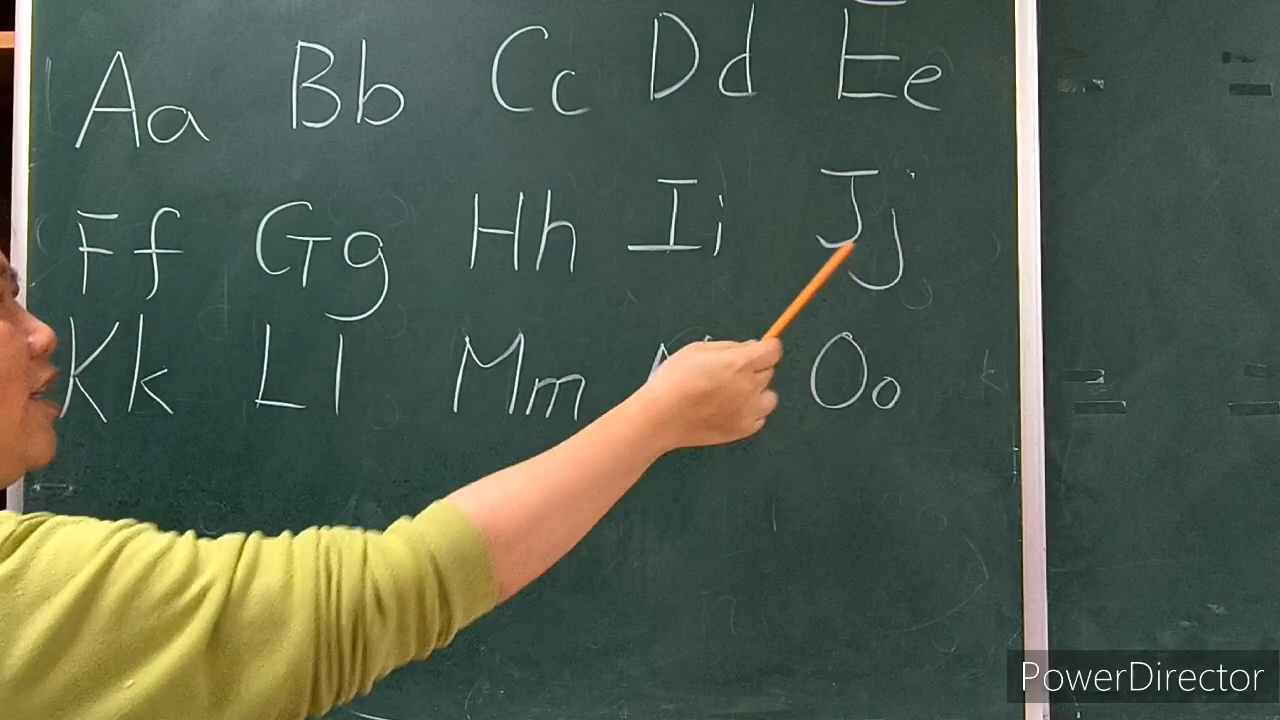 Aa Bb Cc Dd Ee
Ff Gg Hh Ii Jj
Kk Ll Mm Oo
PowerDirector